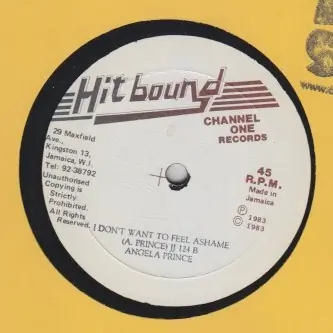 Hit bound
CHANNEL
ONE
RECORDS
29 Maxfield
Ave.,
Kingston 13,
Jamaica, W.I.
Tel: 92-38792
Unauthorised
Copying is
Strictly
Prohibited.
All Rights
Reserved.
45
R.P.M.
Made in
Jamaica
Ⓟ 1983
© 1983
I DON'T WANT TO FEEL ASHAME
(A. PRINCE) JJ 124 B
ANGELA PRINCE